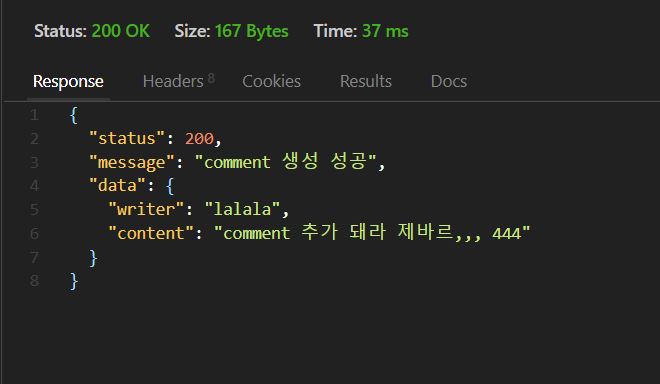 Status: 200 OK Size: 167 Bytes Time: 37 ms
Response Headers 8 Cookies Results Docs
1 {
2 "status": 200,
3 "message": "comment 생성 성공",
4 "data": {
5 "writer": "lalala",
6 "content": "comment 추가 돼라 제바르,,, 444"
7 }
8 }